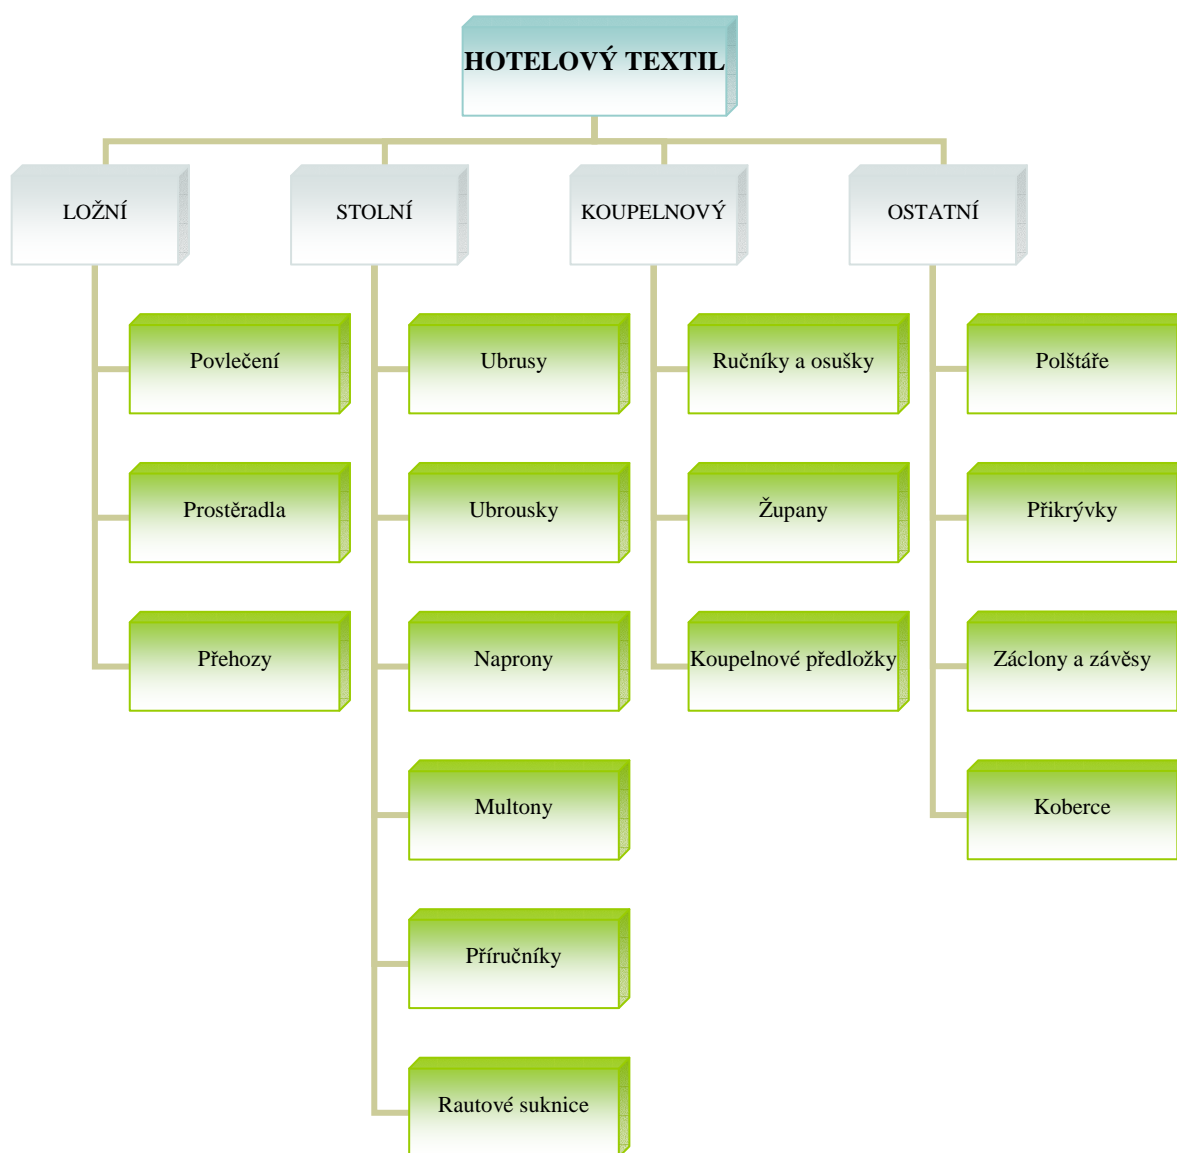 HOTELOVÝ TEXTIL
LOŽNÍ
STOLNÍ
KOUPELNOVÝ
OSTATNÍ
Povlečení
Ubrusy
Ručníky a osušky
Polštáře
Prostěradla
Ubrousky
Župany
Přikrývky
Přehozy
Naprony
Koupelnové předložky
Záclony a závěsy
Multony
Koberce
Příručníky
Rautové suknice